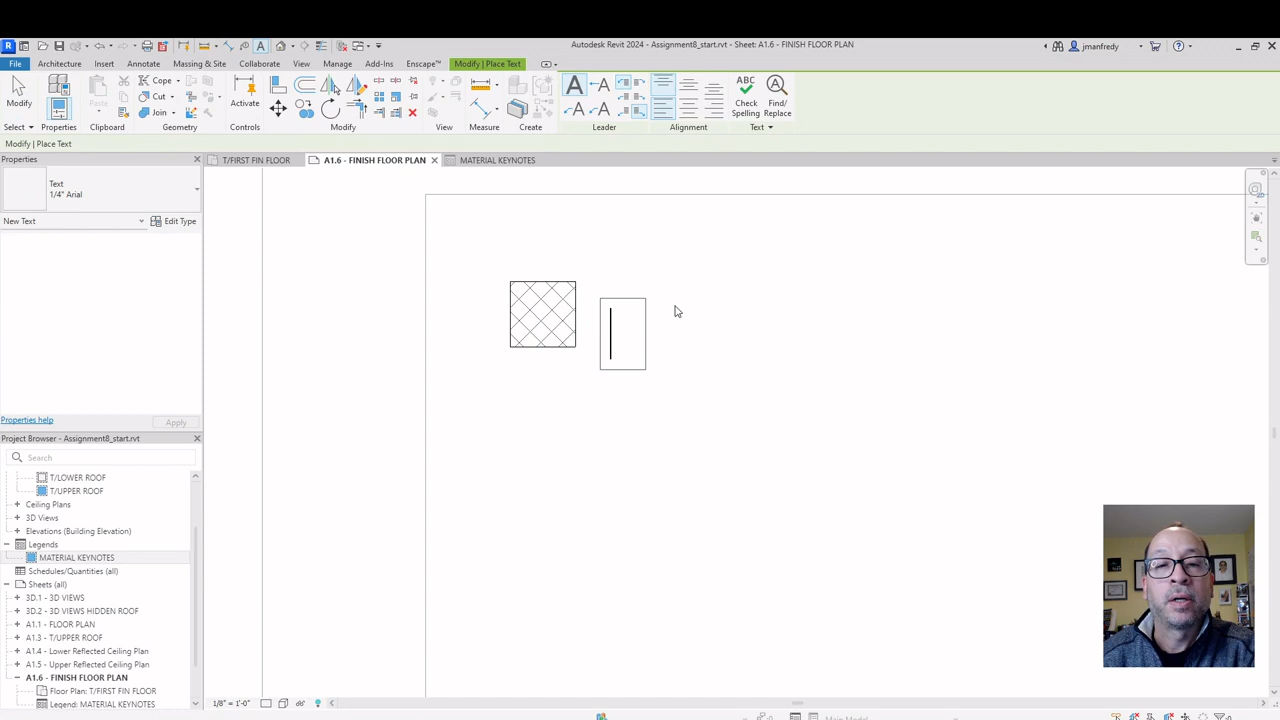 Autodesk Revit 2024 - Assignment8_start.rvt - Sheet: A1.6 - FINISH FLOOR PLAN
jmanfredy
File Architecture Insert Annotate Massing & Site Collaborate View Manage Add-Ins Enscape™ Modify | Place Text
Modify Paste Cope Cut Join Activate Check Spelling Find/Replace
Select Properties Clipboard Geometry Controls Modify View Measure Create Leader Alignment Text
Modify | Place Text
Properties
T/FIRST FIN FLOOR A1.6 - FINISH FLOOR PLAN MATERIAL KEYNOTES
Text
1/4" Arial
New Text Edit Type
Properties help Apply
Project Browser - Assignment8_start.rvt
Search
T/LOWER ROOF
T/UPPER ROOF
Ceiling Plans
3D Views
Elevations (Building Elevation)
Legends
MATERIAL KEYNOTES
Schedules/Quantities (all)
Sheets (all)
3D.1 - 3D VIEWS
3D.2 - 3D VIEWS HIDDEN ROOF
A1.1 - FLOOR PLAN
A1.3 - T/UPPER ROOF
A1.4 - Lower Reflected Ceiling Plan
A1.5 - Upper Reflected Ceiling Plan
A1.6 - FINISH FLOOR PLAN
Floor Plan: T/FIRST FIN FLOOR
Legend: MATERIAL KEYNOTES
1/8" = 1'-0"
Main Model